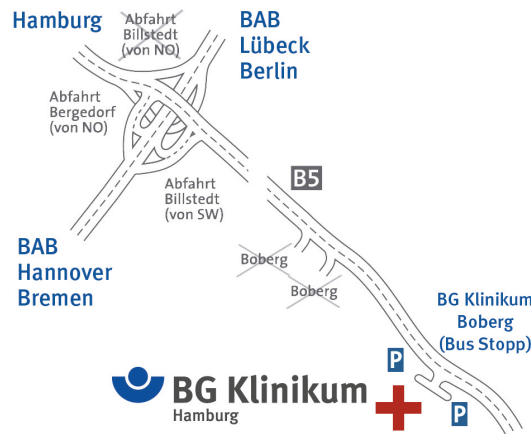 Hamburg
Abfahrt
Billstedt
(von NO)
BAB
Lübeck
Berlin
Abfahrt
Bergedorf
(von NO)
Abfahrt
Billstedt
(von SW)
B5
BAB
Hannover
Bremen
Boberg
Boberg
BG Klinikum
Boberg
(Bus Stopp)
P
P
BG Klinikum
Hamburg